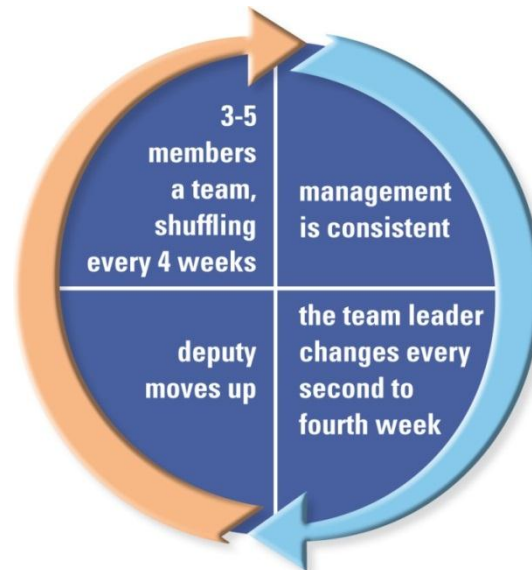 3-5
members
a team,
shuffling
every 4 weeks
management
is consistent
deputy
moves up
the team leader
changes every
second to
fourth week